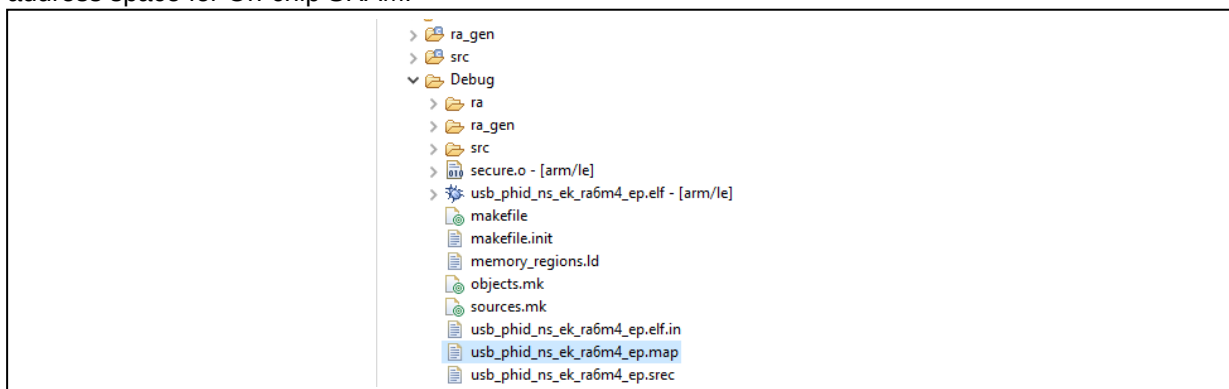 ra_gen
src
Debug
ra
ra_gen
src
secure.o - [arm/le]
usb_phid_ns_ek_ra6m4_ep.elf - [arm/le]
makefile
makefile.init
memory_regions.ld
objects.mk
sources.mk
usb_phid_ns_ek_ra6m4_ep.elf.in
usb_phid_ns_ek_ra6m4_ep.map
usb_phid_ns_ek_ra6m4_ep.srec